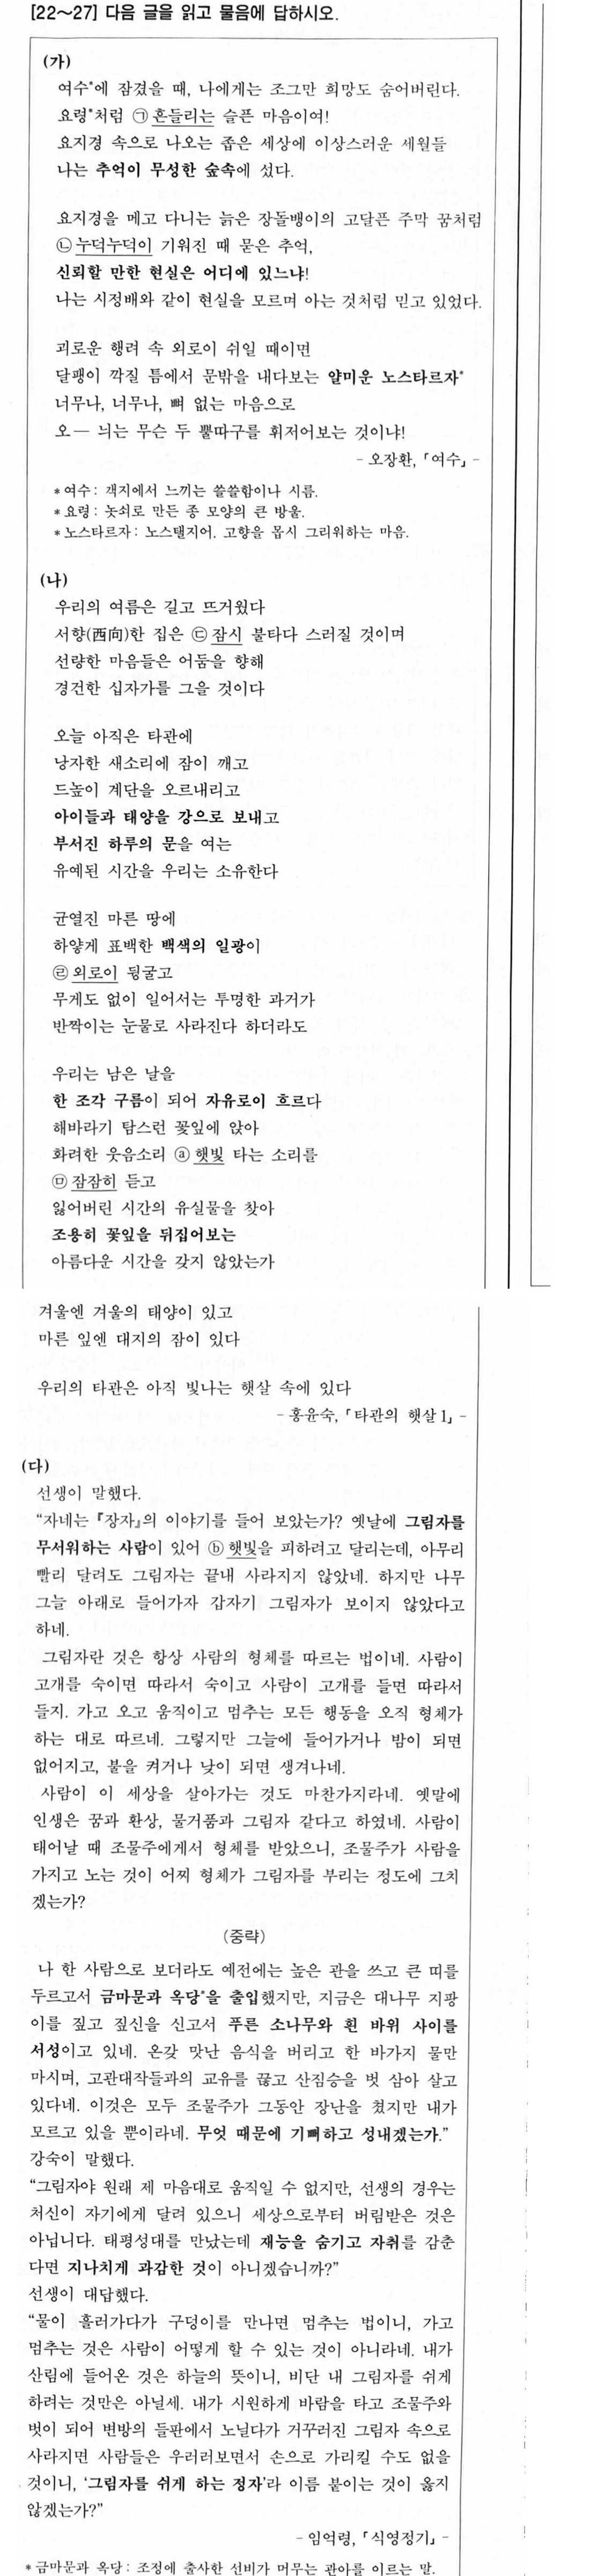 [22～27] 다음 글을 읽고 물음에 답하시오.
(가)
여수*에 잠겼을 때, 나에게는 조그만 희망도 숨어버린다.
요령*처럼 ㉠흔들리는 슬픈 마음이여!
요지경 속으로 나오는 좁은 세상에 이상스러운 세월들
나는 추억이 무성한 숲속에 섰다.
요지경을 메고 다니는 늙은 장돌뱅이의 고달픈 주막 꿈처럼
㉡누덕누덕이 기워진 때 묻은 추억,
신뢰할 만한 현실은 어디에 있느냐!
나는 시정배와 같이 현실을 모르며 아는 것처럼 믿고 있었다.
괴로운 행려 속 외로이 쉬일 때이면
달팽이 깍질 틈에서 문밖을 내다보는 얄미운 노스타르자*
너무나, 너무나, 뼈 없는 마음으로
오— 늬는 무슨 두 뿔따구를 휘저어보는 것이냐!
- 오장환, 「여수」 -
* 여수: 객지에서 느끼는 쓸쓸함이나 시름.
* 요령: 놋쇠로 만든 종 모양의 큰 방울.
* 노스타르자: 노스텔지어. 고향을 몹시 그리워하는 마음.
(나)
우리의 여름은 길고 뜨거웠다
서향(西向)한 집은 ㉢잠시 불타다 스러질 것이며
선량한 마음들은 어둠을 향해
경건한 십자가를 그을 것이다
오늘 아직은 타관에
낭자한 새소리에 잠이 깨고
드높이 계단을 오르내리고
아이들과 태양을 강으로 보내고
부서진 하루의 문을 여는
유예된 시간을 우리는 소유한다
균열진 마른 땅에
하얗게 표백한 백색의 일광이
㉣외로이 뒹굴고
무게도 없이 일어서는 투명한 과거가
반짝이는 눈물로 사라진다 하더라도
우리는 남은 날을
한 조각 구름이 되어 자유로이 흐르다
해바라기 탐스런 꽃잎에 앉아
화려한 웃음소리 ⓐ햇빛 타는 소리를
㉤잠잠히 듣고
잃어버린 시간의 유실물을 찾아
조용히 꽃잎을 뒤집어보는
아름다운 시간을 갖지 않았는가
겨울엔 겨울의 태양이 있고
마른 잎엔 대지의 잠이 있다
우리의 타관은 아직 빛나는 햇살 속에 있다
- 홍윤숙, 「타관의 햇살 1」 -
(다)
선생이 말했다.
“자네는 『장자』의 이야기를 들어 보았는가? 옛날에 그림자를
무서워하는 사람이 있어 ⓑ햇빛을 피하려고 달리는데, 아무리
빨리 달려도 그림자는 끝내 사라지지 않았네. 하지만 나무
그늘 아래로 들어가자 갑자기 그림자가 보이지 않았다고
하네.
그림자란 것은 항상 사람의 형체를 따르는 법이네. 사람이
고개를 숙이면 따라서 숙이고 사람이 고개를 들면 따라서
들지. 가고 오고 움직이고 멈추는 모든 행동을 오직 형체가
하는 대로 따르네. 그렇지만 그늘에 들어가거나 밤이 되면
없어지고, 불을 켜거나 낮이 되면 생겨나네.
사람이 이 세상을 살아가는 것도 마찬가지라네. 옛말에
인생은 꿈과 환상, 물거품과 그림자 같다고 하였네. 사람이
태어날 때 조물주에게서 형체를 받았으니, 조물주가 사람을
가지고 노는 것이 어찌 형체가 그림자를 부리는 정도에 그치
겠는가?
(중략)
나 한 사람으로 보더라도 예전에는 높은 관을 쓰고 큰 띠를
두르고서 금마문과 옥당*을 출입했지만, 지금은 대나무 지팡
이를 짚고 짚신을 신고서 푸른 소나무와 흰 바위 사이를
서성이고 있네. 온갖 맛난 음식을 버리고 한 바가지 물만
마시며, 고관대작들과의 교유를 끊고 산짐승을 벗 삼아 살고
있다네. 이것은 모두 조물주가 그동안 장난을 쳤지만 내가
모르고 있을 뿐이라네. 무엇 때문에 기뻐하고 성내겠는가.”
강숙이 말했다.
“그림자야 원래 제 마음대로 움직일 수 없지만, 선생의 경우는
처신이 자기에게 달려 있으니 세상으로부터 버림받은 것은
아닙니다. 태평성대를 만났는데 재능을 숨기고 자취를 감춘
다면 지나치게 과감한 것이 아니겠습니까?”
선생이 대답했다.
“물이 흘러가다가 구덩이를 만나면 멈추는 법이니, 가고
멈추는 것은 사람이 어떻게 할 수 있는 것이 아니라네. 내가
산림에 들어온 것은 하늘의 뜻이니, 비단 내 그림자를 쉬게
하려는 것만은 아닐세. 내가 시원하게 바람을 타고 조물주와
벗이 되어 변방의 들판에서 노닐다가 거꾸러진 그림자 속으로
사라지면 사람들은 우러러보면서 손으로 가리킬 수도 없을
것이니, ‘그림자를 쉬게 하는 정자’라 이름 붙이는 것이 옳지
않겠는가?”
- 임억령, 「식영정기」 -
* 금마문과 옥당: 조정에 출사한 선비가 머무는 관아를 이르는 말.